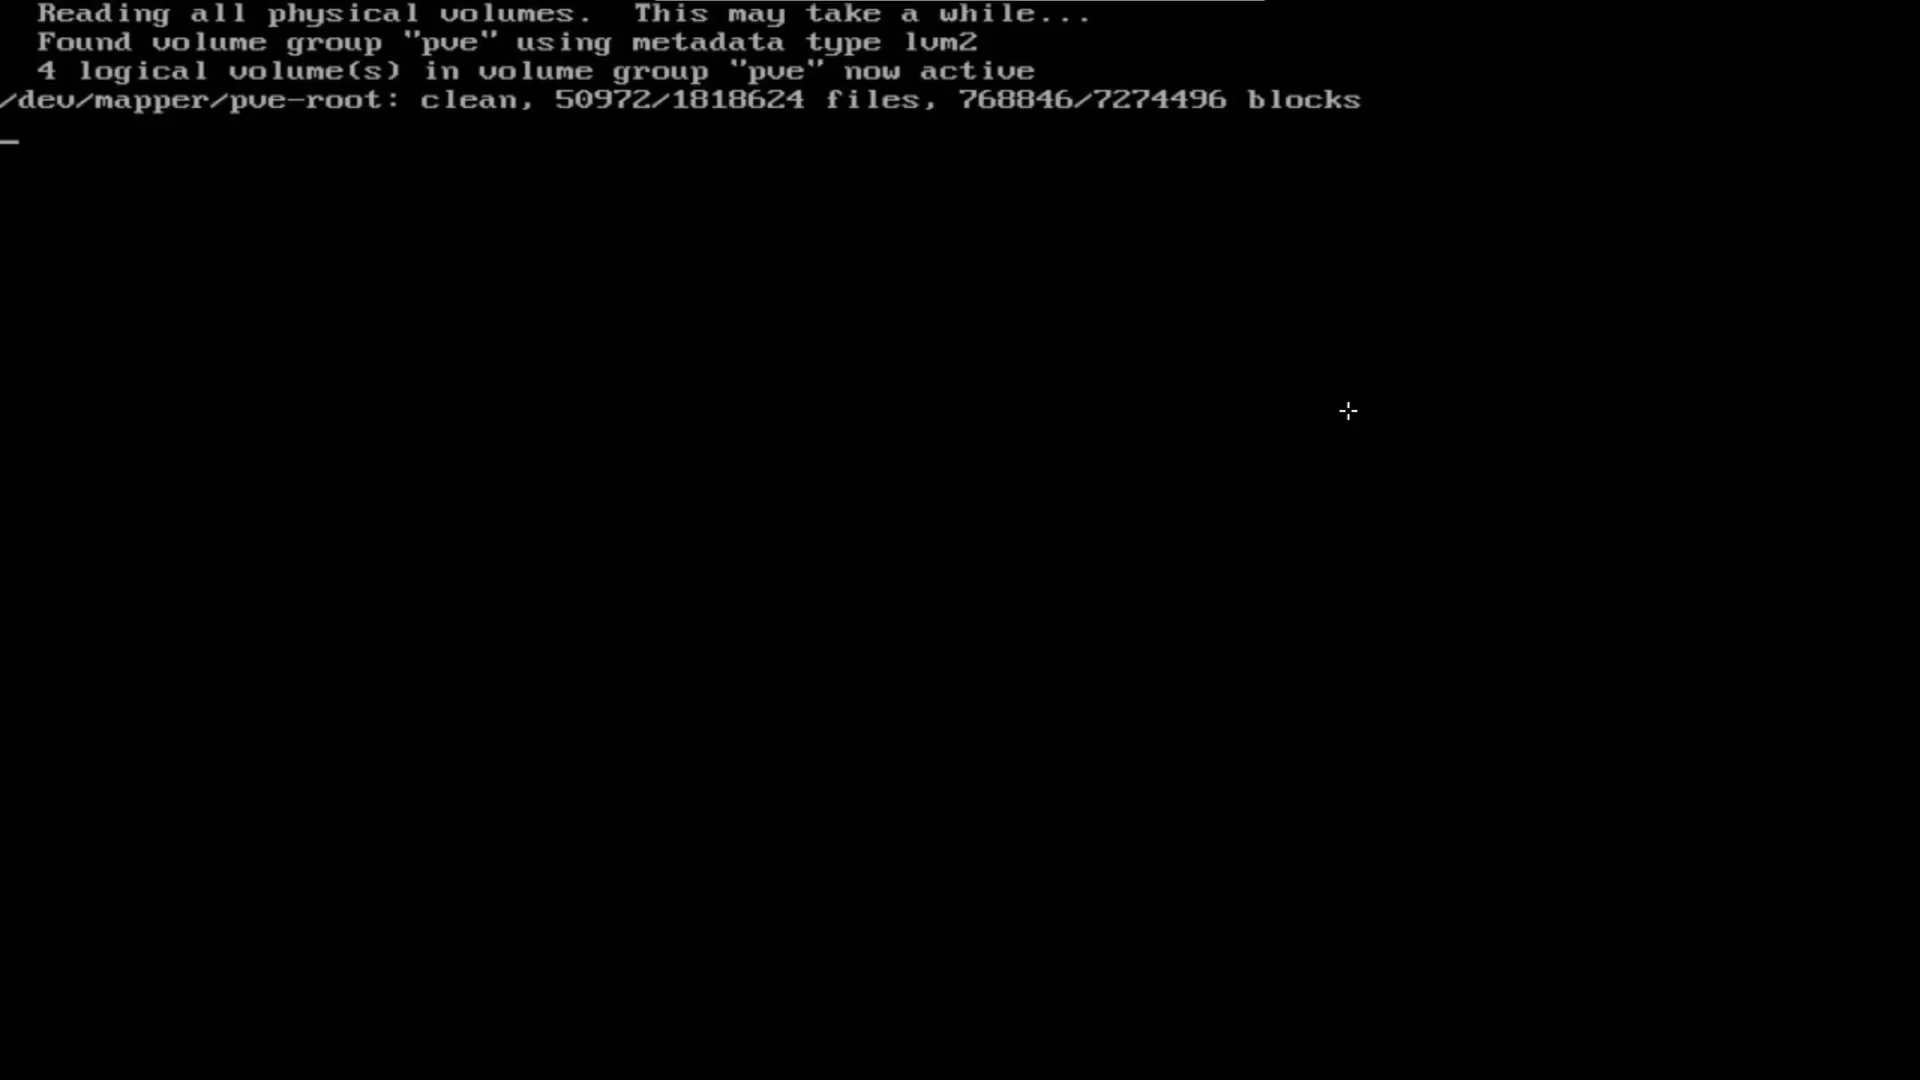 Reading all physical volumes.  This may take a while...
Found volume group "pve" using metadata type lvm2
4 logical volume(s) in volume group "pve" now active
/dev/mapper/pve-root: clean, 50972/1818624 files, 768846/7274496 blocks